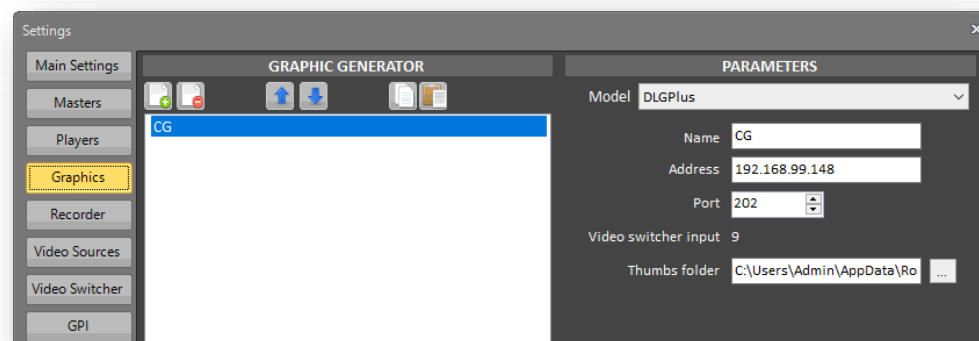 Settings
Main Settings
Masters
Players
Graphics
Recorder
Video Sources
Video Switcher
GPI
GRAPHIC GENERATOR
CG
PARAMETERS
Model DLGPlus
Name CG
Address 192.168.99.148
Port 202
Video switcher input 9
Thumbs folder C:\Users\Admin\AppData\Ro ...